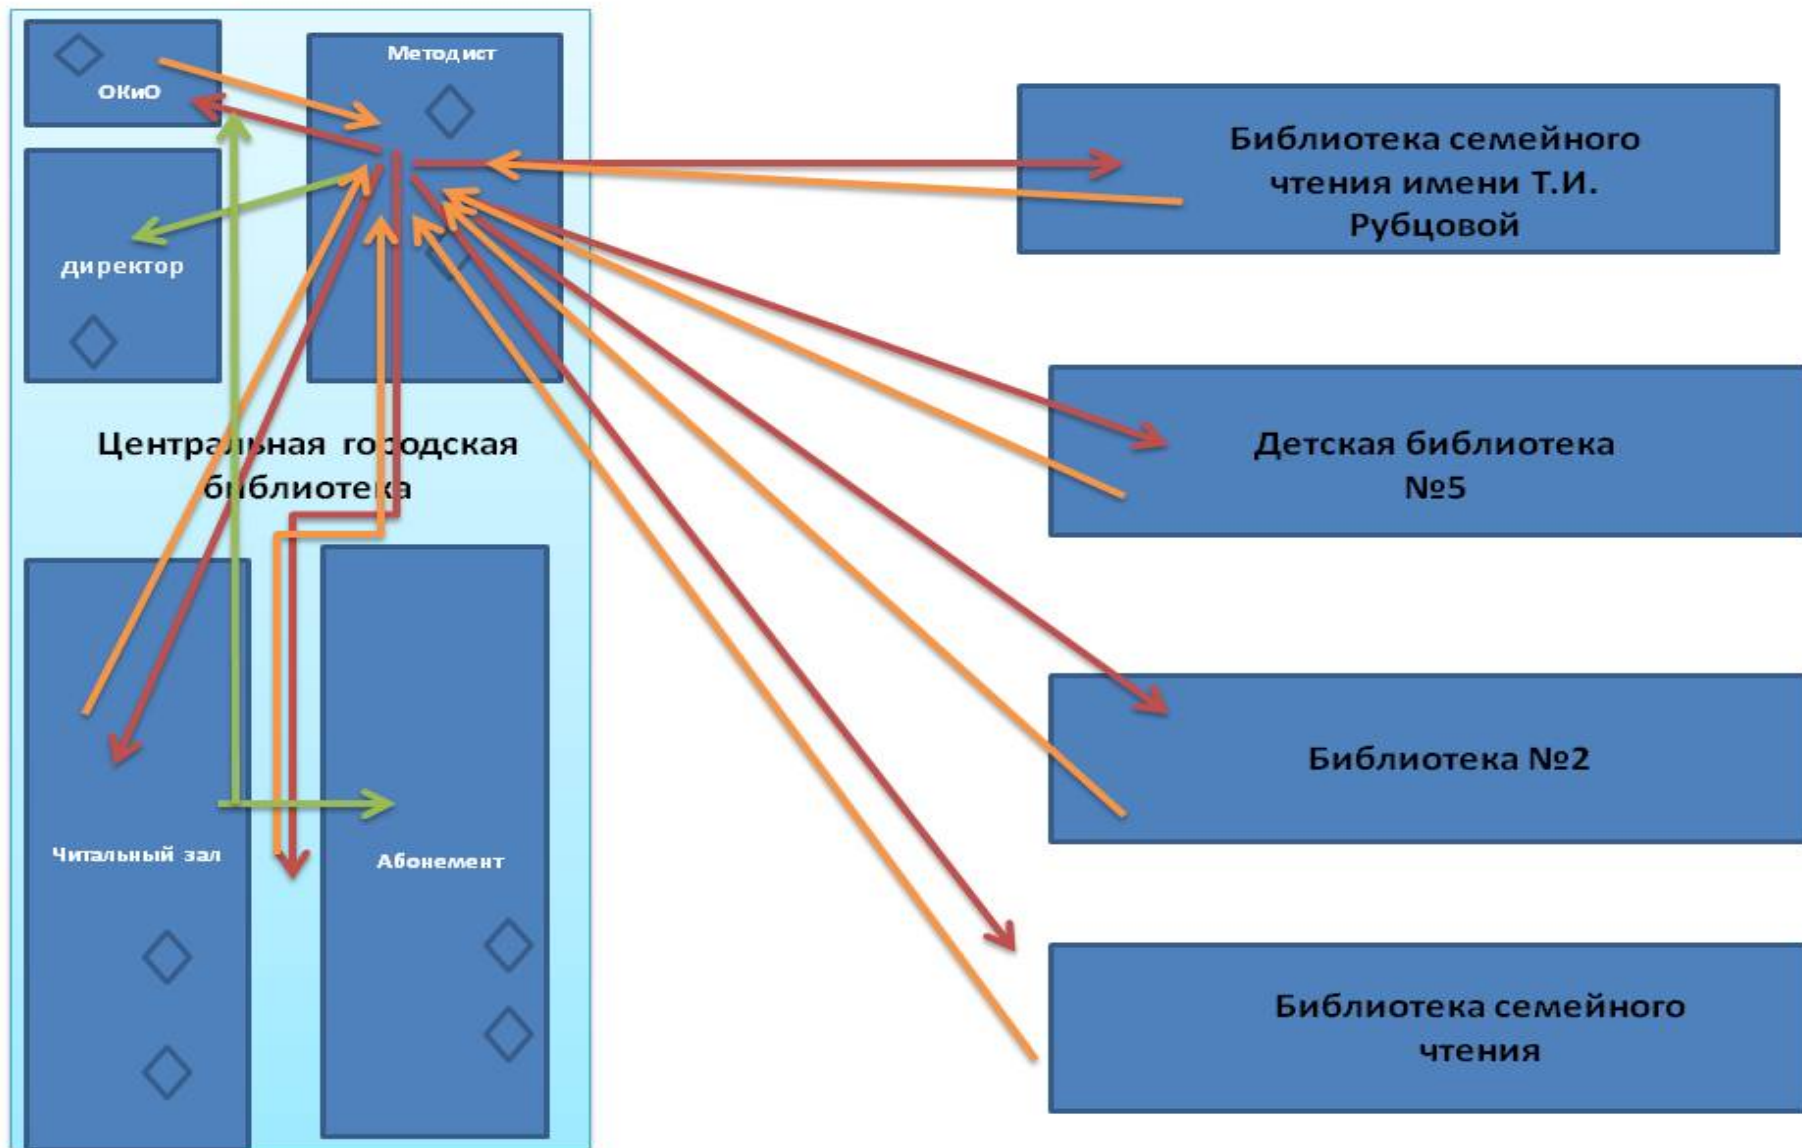 Методист
ОКиО
директор
Центральная городская
библиотека
Читальный зал
Абонемент
Библиотека семейного
чтения имени Т.И.
Рубцовой
Детская библиотека
№5
Библиотека №2
Библиотека семейного
чтения